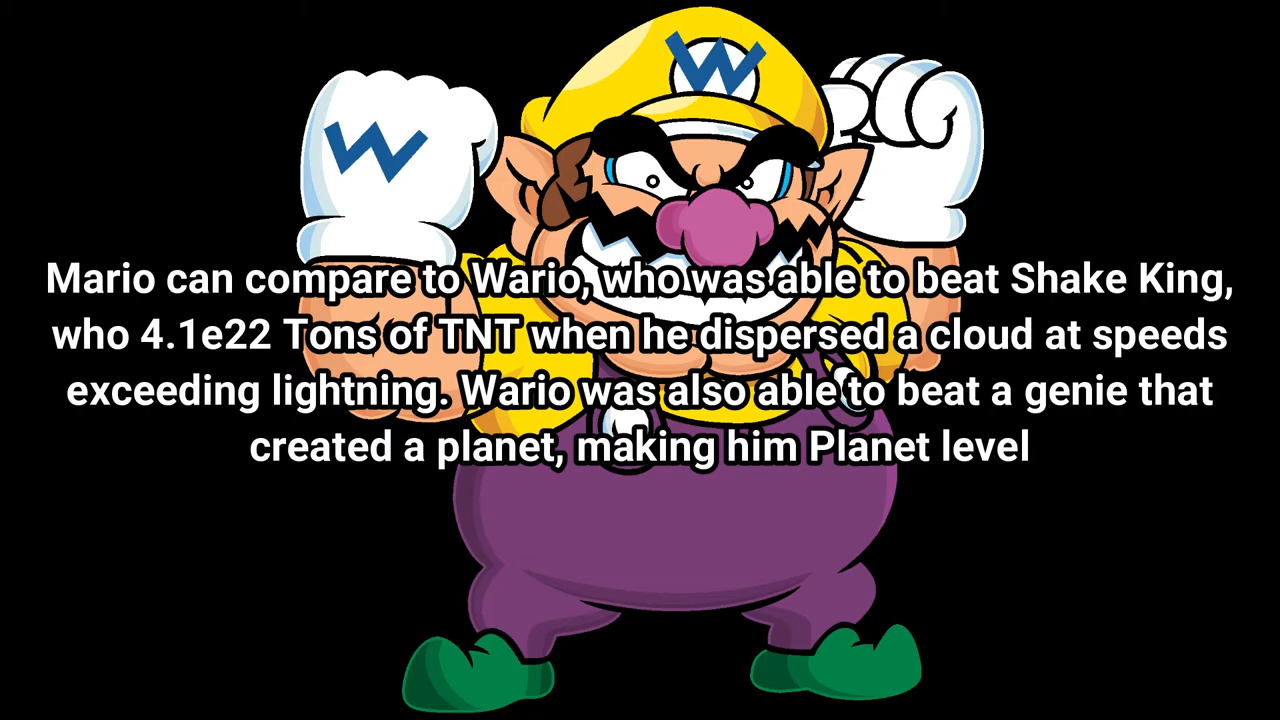 W
W
Mario can compare to Wario, who was able to beat Shake King,
who 4.1e22 Tons of TNT when he dispersed a cloud at speeds
exceeding lightning. Wario was also able to beat a genie that
created a planet, making him Planet level